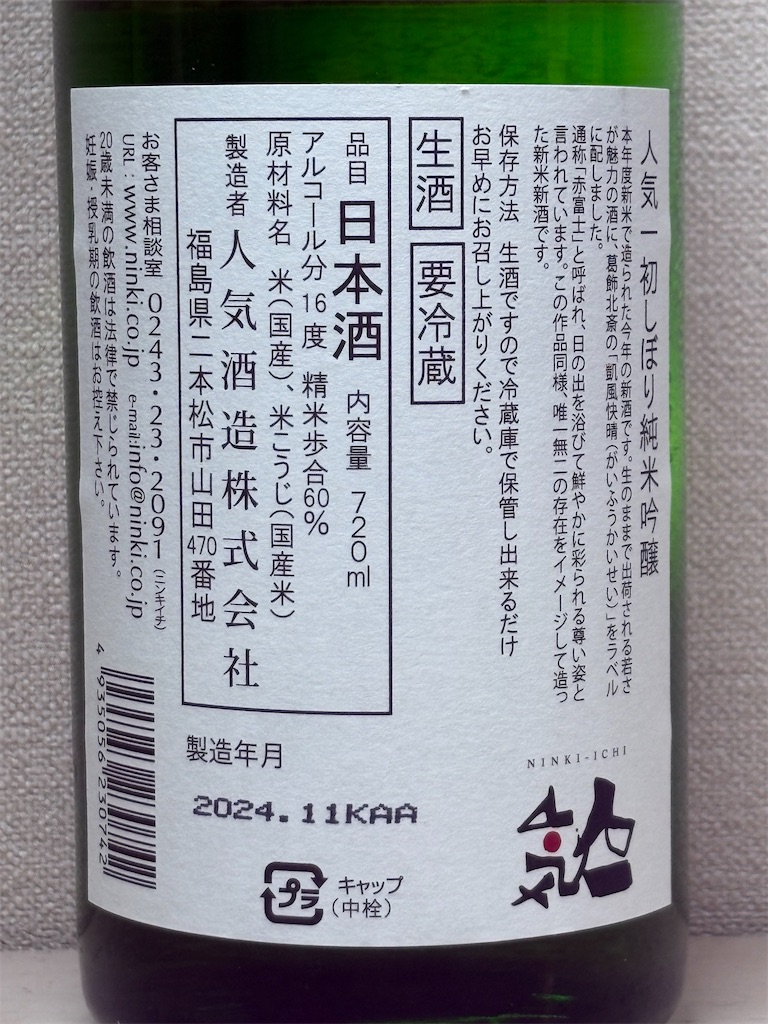 人気一初しぼり純米吟醸
本年度新米で造られた今年の新酒です。生のままで出荷される若さ
が魅力の酒に、葛飾北斎の「凱風快晴(がいふうかいせい)」をラベル
に配しました。
通称「赤富士」と呼ばれ、日の出を浴びて鮮やかに彩られる尊い姿と
言われています。この作品同様、唯一無二の存在をイメージして造っ
た新米新酒です。
保存方法 生酒ですので冷蔵庫で保管し出来るだけ
お早めにお召し上がりください。
生酒 要冷蔵
品目 日本酒 内容量 720ml
アルコール分 16度 精米歩合60%
原材料名 米(国産)、米こうじ(国産米)
製造者 人気酒造株式会社
福島県二本松市山田470番地
お客さま相談室 0243・23・2091(ニンキイチ)
URL:www.ninki.co.jp e-mail:info@ninki.co.jp
20歳未満の飲酒は法律で禁じられています。
妊娠・授乳期の飲酒はお控え下さい。
4 935056 230742
製造年月
2024.11KAA
プラ
キャップ
(中栓)
NINKI-ICHI
人気一